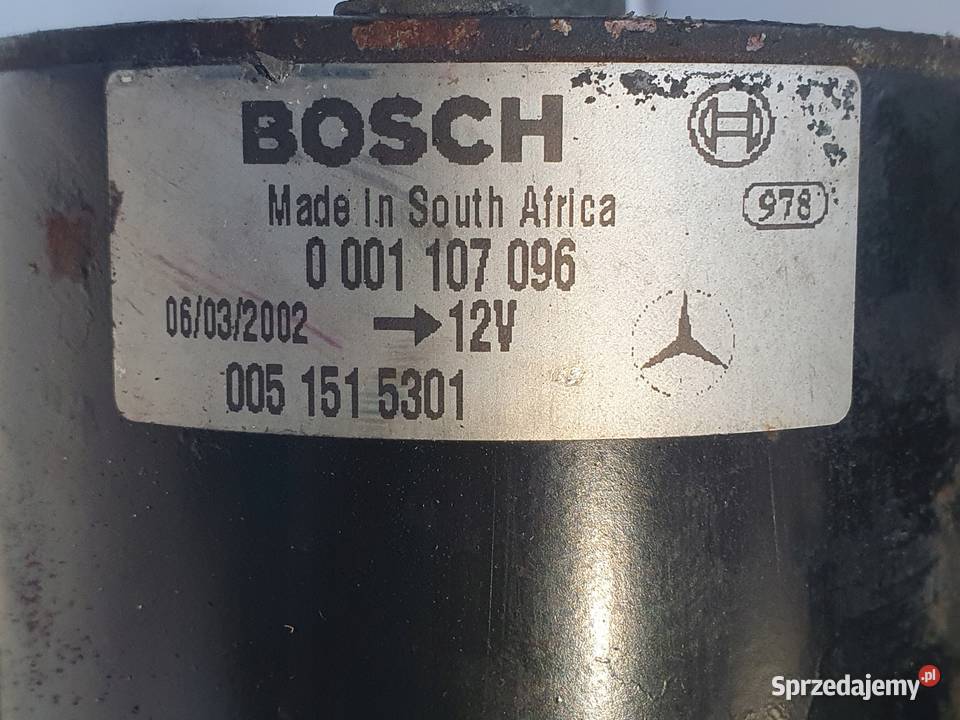 BOSCH
Made in South Africa
978
0 001 107 096
06/03/2002 → 12V
005 151 5301
Sprzedajemy.pl